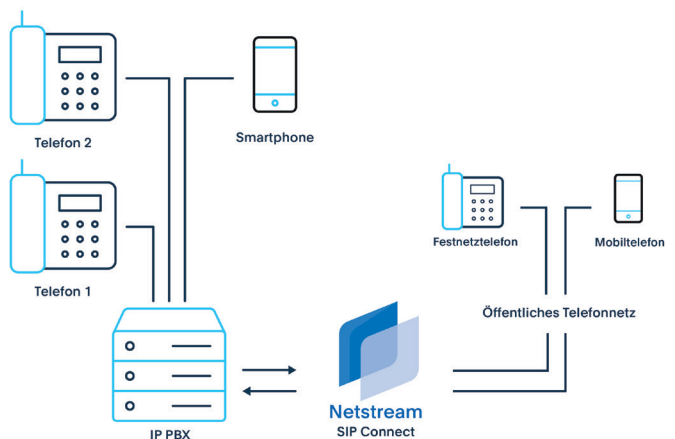 Telefon 2
Smartphone
Telefon 1
Festnetztelefon
Mobiltelefon
Öffentliches Telefonnetz
Netstream
SIP Connect
IP PBX